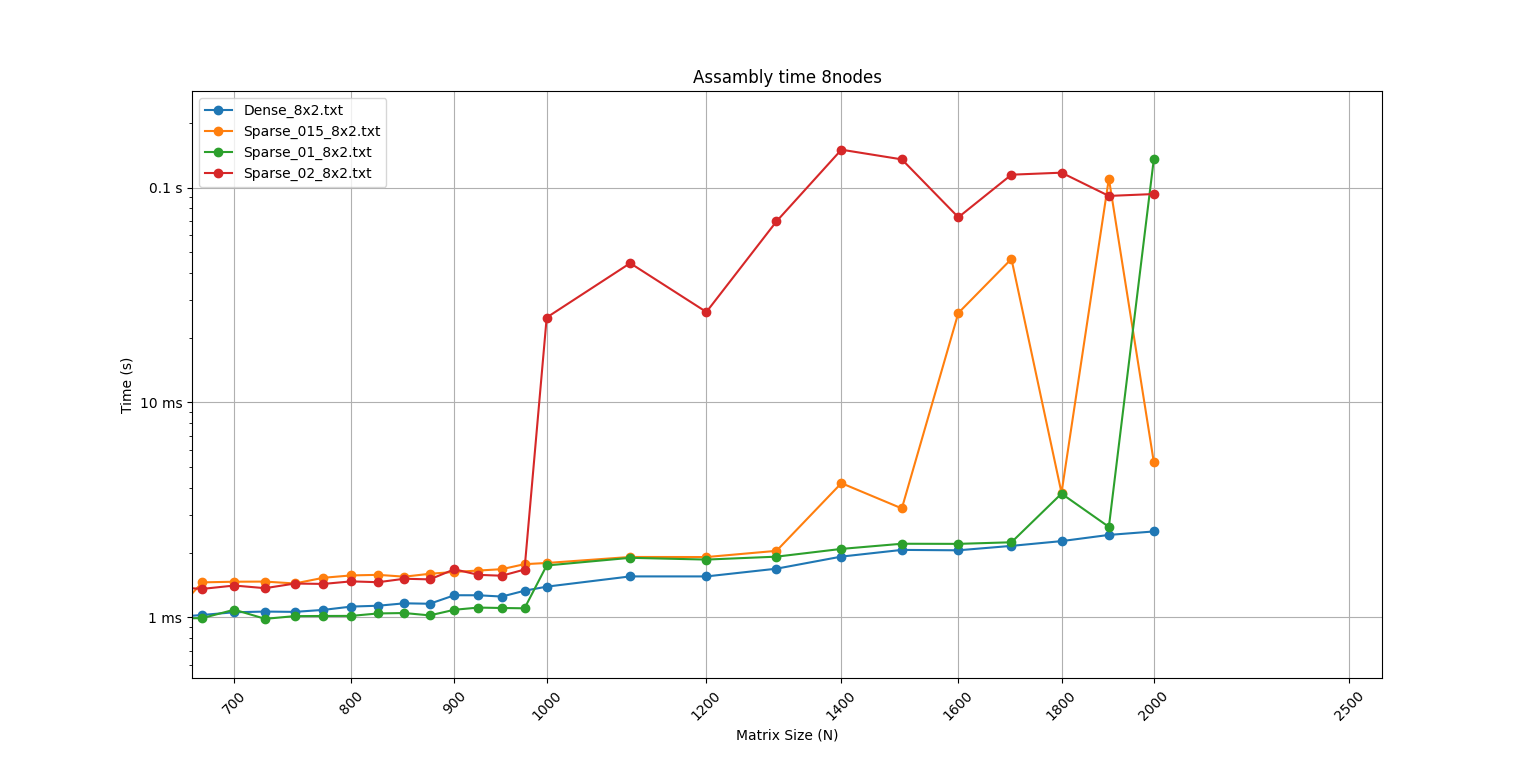 Assambly time 8nodes
Dense_8x2.txt
Sparse_015_8x2.txt
Sparse_01_8x2.txt
Sparse_02_8x2.txt
Time (s)
0.1 s
10 ms
1 ms
700
800
900
1000
1200
1400
1600
1800
2000
2500
Matrix Size (N)